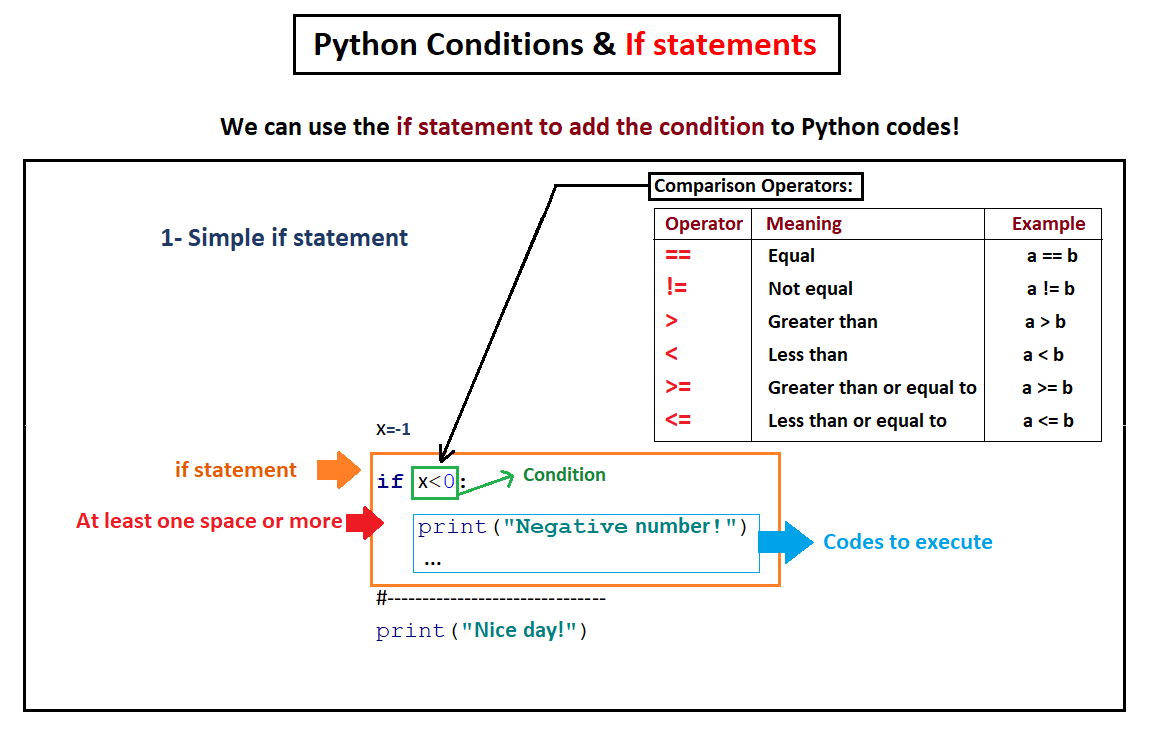 Python Conditions & If statements
We can use the if statement to add the condition to Python codes!
Comparison Operators:
1- Simple if statement
Operator Meaning Example
== Equal a == b
!= Not equal a != b
> Greater than a > b
< Less than a < b
>= Greater than or equal to a >= b
<= Less than or equal to a <= b
x=-1
if statement if x<0: Condition
At least one space or more print("Negative number!")
Codes to execute
...
#-------------------------------
print("Nice day!")